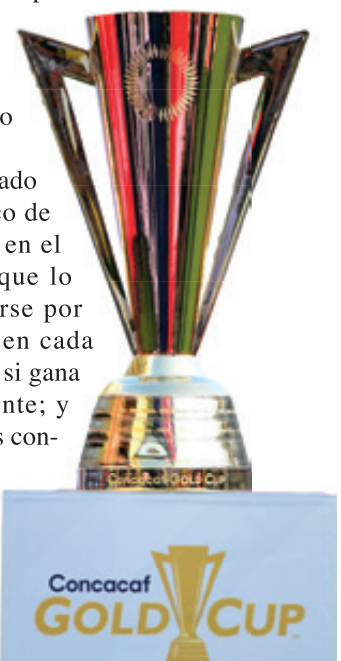 o
ado
o de
en el
que lo
rse por
en cada
si gana
nte; y
s con-
Concacaf GOLD CUP
Concacaf
GOLD CUP